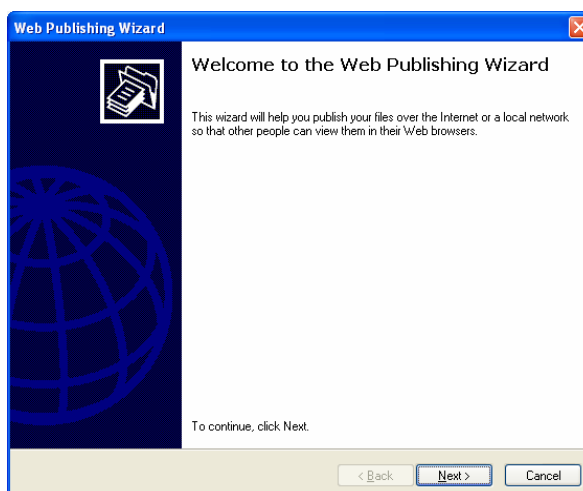 Web Publishing Wizard
Welcome to the Web Publishing Wizard
This wizard will help you publish your files over the Internet or a local network
so that other people can view them in their Web browsers.
To continue, click Next.
< Back
Next >
Cancel